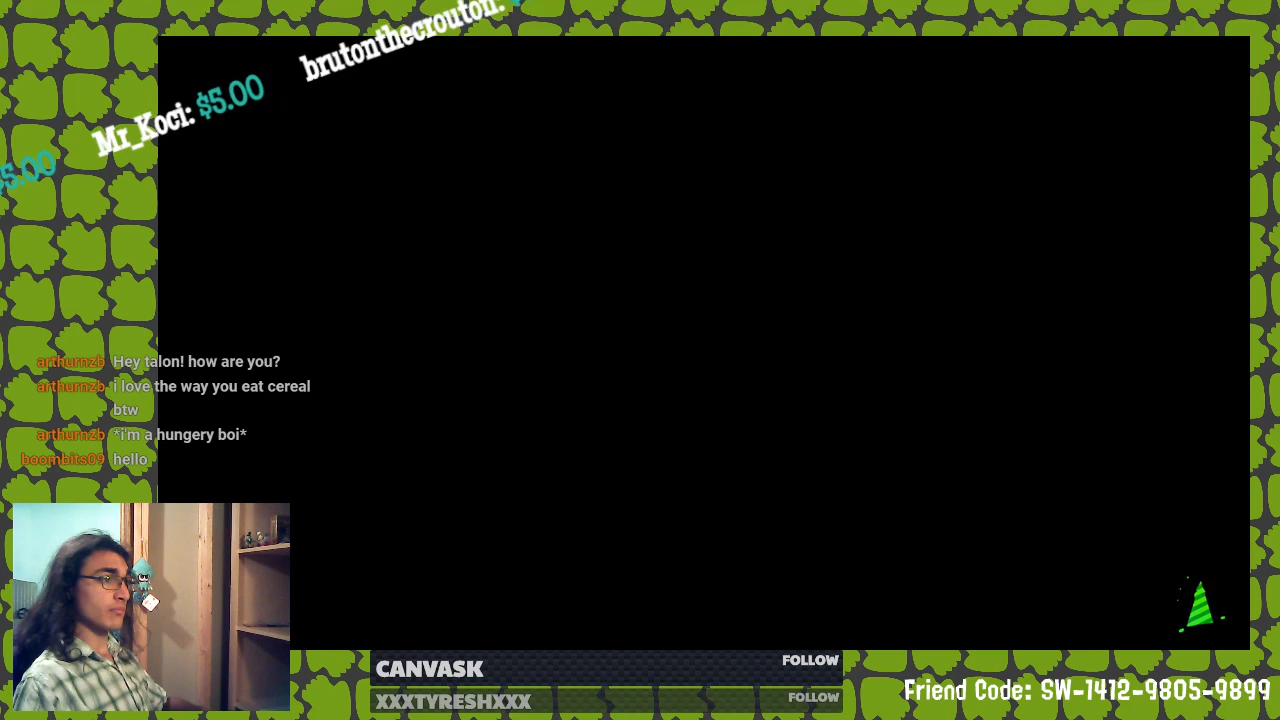 brutonthecrouton:
Mr_Koci: $5.00
$5.00
arthurnzb Hey talon! how are you?
arthurnzb i love the way you eat cereal
btw
arthurnzb *i'm a hungery boi*
boombits09 hello
CANVASK FOLLOW
XXXTYRESHXXX FOLLOW
Friend Code: SW-1412-9805-9899